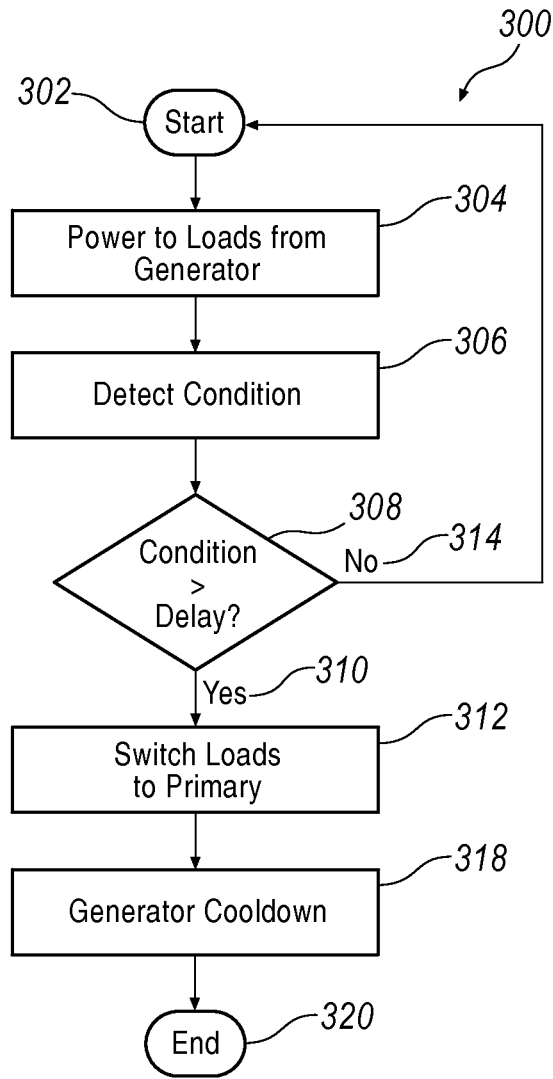 300
302
Start
304
Power to Loads from
Generator
306
Detect Condition
308
Condition
>
Delay?
No
314
Yes
310
312
Switch Loads
to Primary
318
Generator Cooldown
End
320